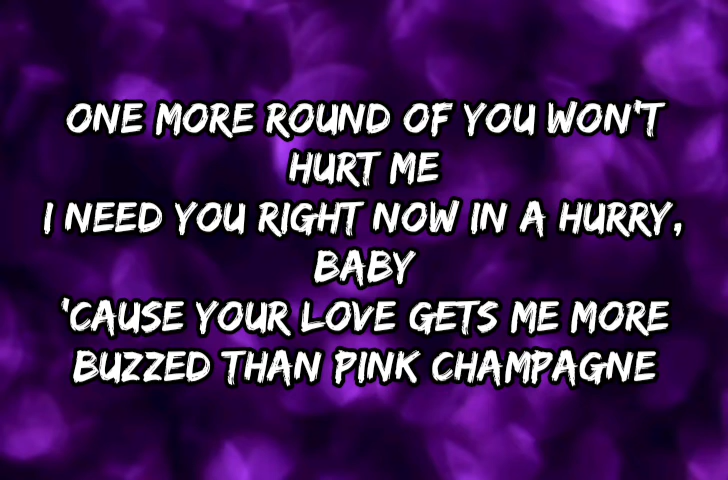 ONE MORE ROUND OF YOU WON'T
HURT ME
I NEED YOU RIGHT NOW IN A HURRY,
BABY
'CAUSE YOUR LOVE GETS ME MORE
BUZZED THAN PINK CHAMPAGNE